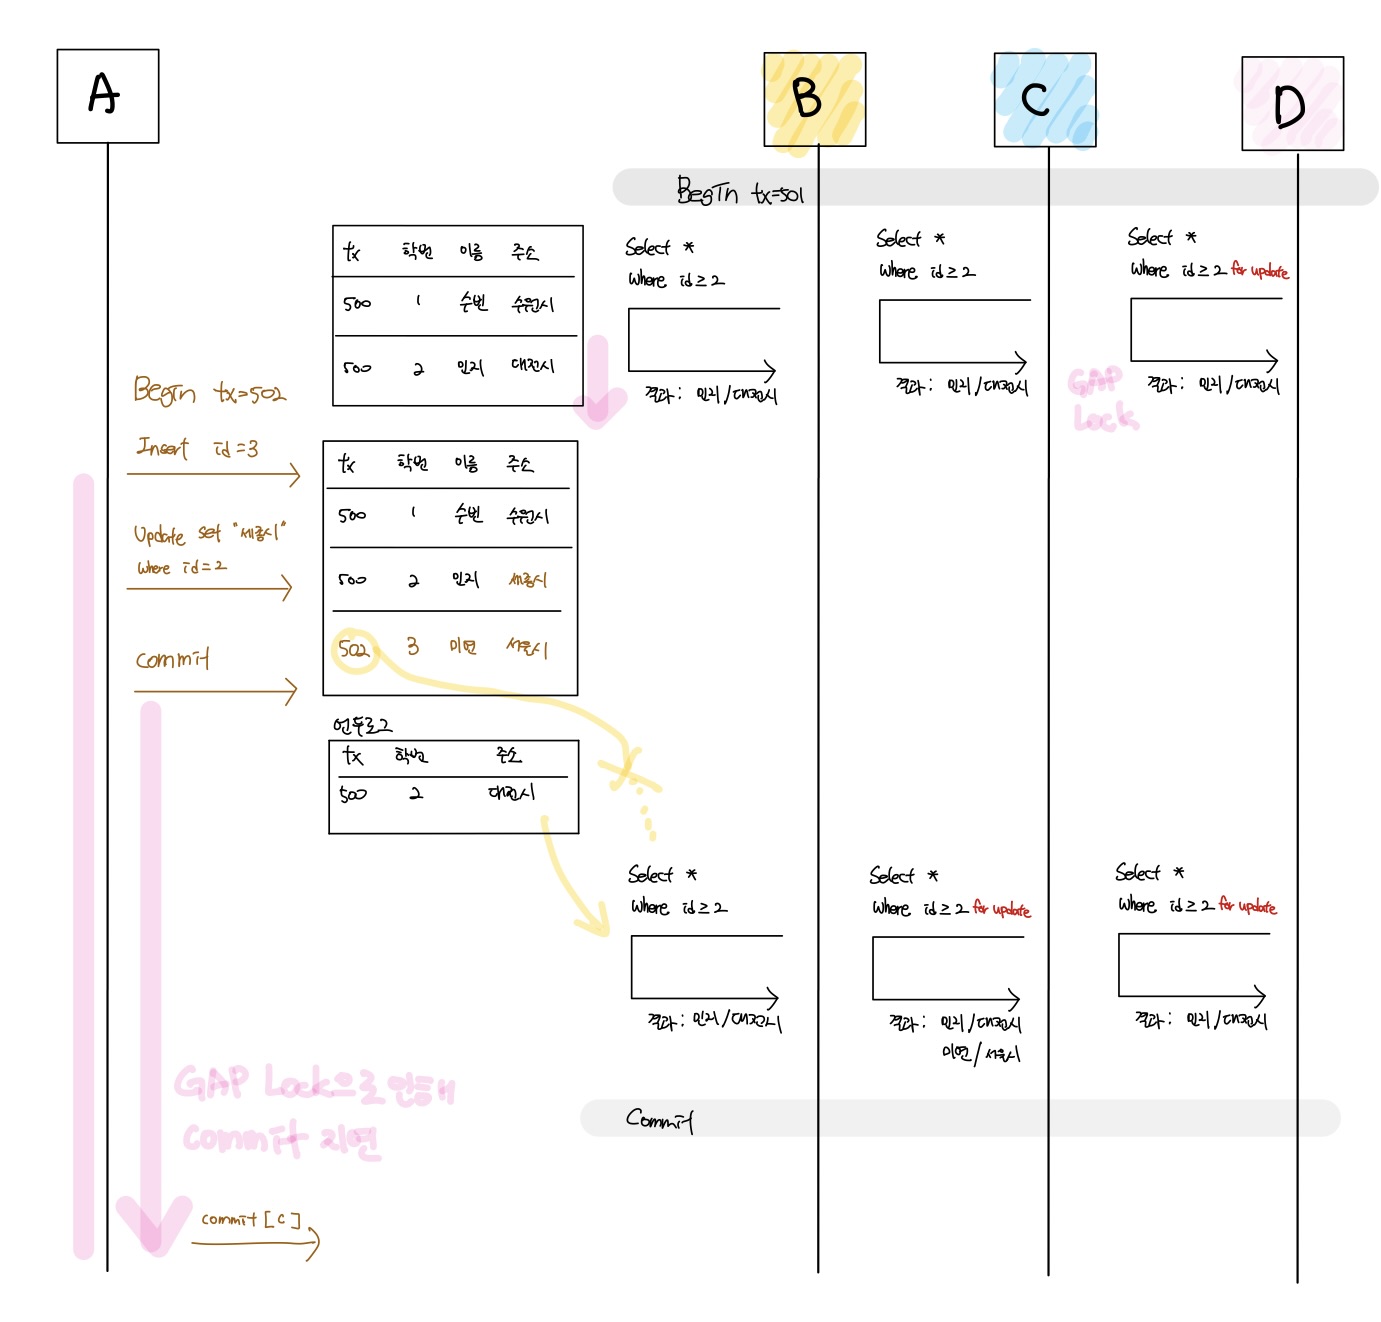 A
B
C
D
Begin tx=501
tx 학번 이름 주소
500 1 수빈 수원시
500 2 민지 대전시
Select *
where id ≥ 2
결과: 민지/대전시
Select *
where id ≥ 2
결과: 민지/대전시
Select *
where id ≥ 2 for update
결과: 민지/대전시
GAP
Lock
Begin tx=502
Insert id=3
Update set "세종시"
where id=2
commit
tx 학번 이름 주소
500 1 수빈 수원시
500 2 민지 세종시
502 3 미연 서울시
언두로그
tx 학번 주소
500 2 대전시
Select *
where id ≥ 2
결과: 민지/대전시
Select *
where id ≥ 2 for update
결과: 민지/대전시
미연/서울시
Select *
where id ≥ 2 for update
결과: 민지/대전시
GAP Lock으로 인해
commit 지연
Commit
commit [c]